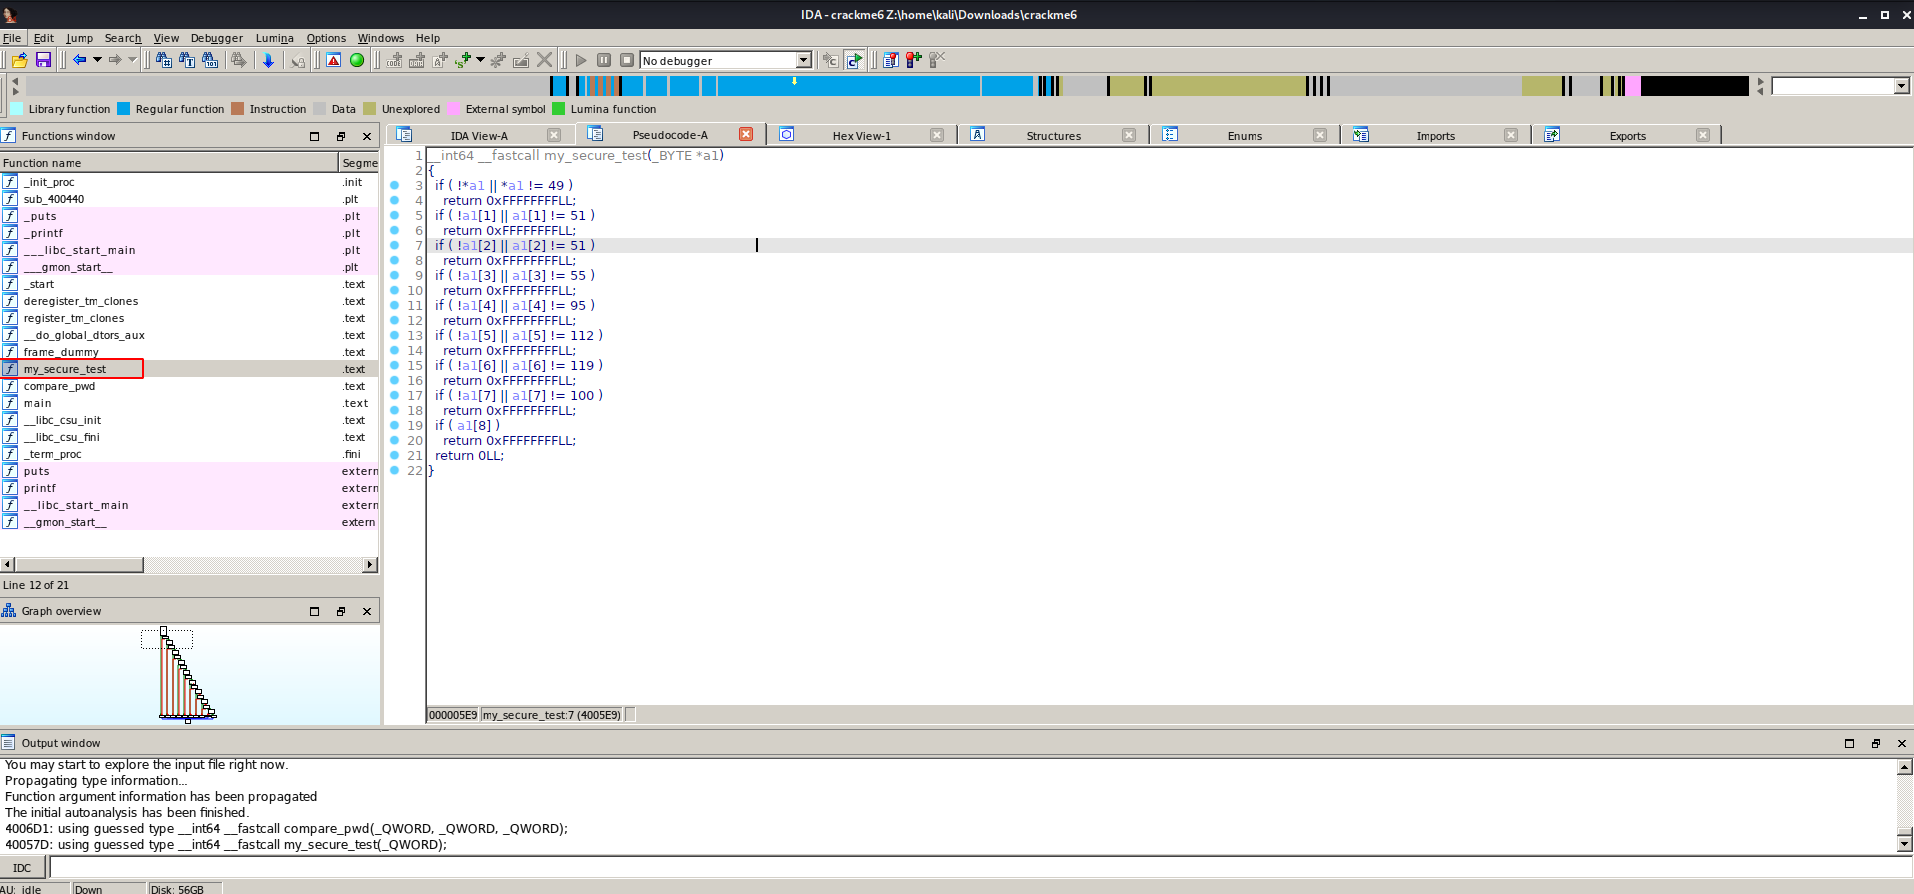 IDA - crackme6 Z:\home\kali\Downloads\crackme6
File Edit Jump Search View Debugger Lumina Options Windows Help
No debugger
Library function Regular function Instruction Data Unexplored External symbol Lumina function
Functions window
IDA View-A Pseudocode-A Hex View-1 Structures Enums Imports Exports
Function name Segme
_init_proc .init
sub_400440 .plt
_puts .plt
_printf .plt
___libc_start_main .plt
___gmon_start__ .plt
_start .text
deregister_tm_clones .text
register_tm_clones .text
__do_global_dtors_aux .text
frame_dummy .text
my_secure_test .text
compare_pwd .text
main .text
__libc_csu_init .text
__libc_csu_fini .text
_term_proc .fini
puts extern
printf extern
__libc_start_main extern
__gmon_start__ extern
Line 12 of 21
Graph overview
1 __int64 __fastcall my_secure_test(_BYTE *a1)
2 {
3 if ( !*a1 || *a1 != 49 )
4 return 0xFFFFFFFFLL;
5 if ( !a1[1] || a1[1] != 51 )
6 return 0xFFFFFFFFLL;
7 if ( !a1[2] || a1[2] != 51 )
8 return 0xFFFFFFFFLL;
9 if ( !a1[3] || a1[3] != 55 )
10 return 0xFFFFFFFFLL;
11 if ( !a1[4] || a1[4] != 95 )
12 return 0xFFFFFFFFLL;
13 if ( !a1[5] || a1[5] != 112 )
14 return 0xFFFFFFFFLL;
15 if ( !a1[6] || a1[6] != 119 )
16 return 0xFFFFFFFFLL;
17 if ( !a1[7] || a1[7] != 100 )
18 return 0xFFFFFFFFLL;
19 if ( a1[8] )
20 return 0xFFFFFFFFLL;
21 return 0LL;
22 }
000005E9 my_secure_test:7 (4005E9)
Output window
You may start to explore the input file right now.
Propagating type information...
Function argument information has been propagated
The initial autoanalysis has been finished.
4006D1: using guessed type __int64 __fastcall compare_pwd(_QWORD, _QWORD, _QWORD);
40057D: using guessed type __int64 __fastcall my_secure_test(_QWORD);
IDC
AU: idle Down Disk: 56GB